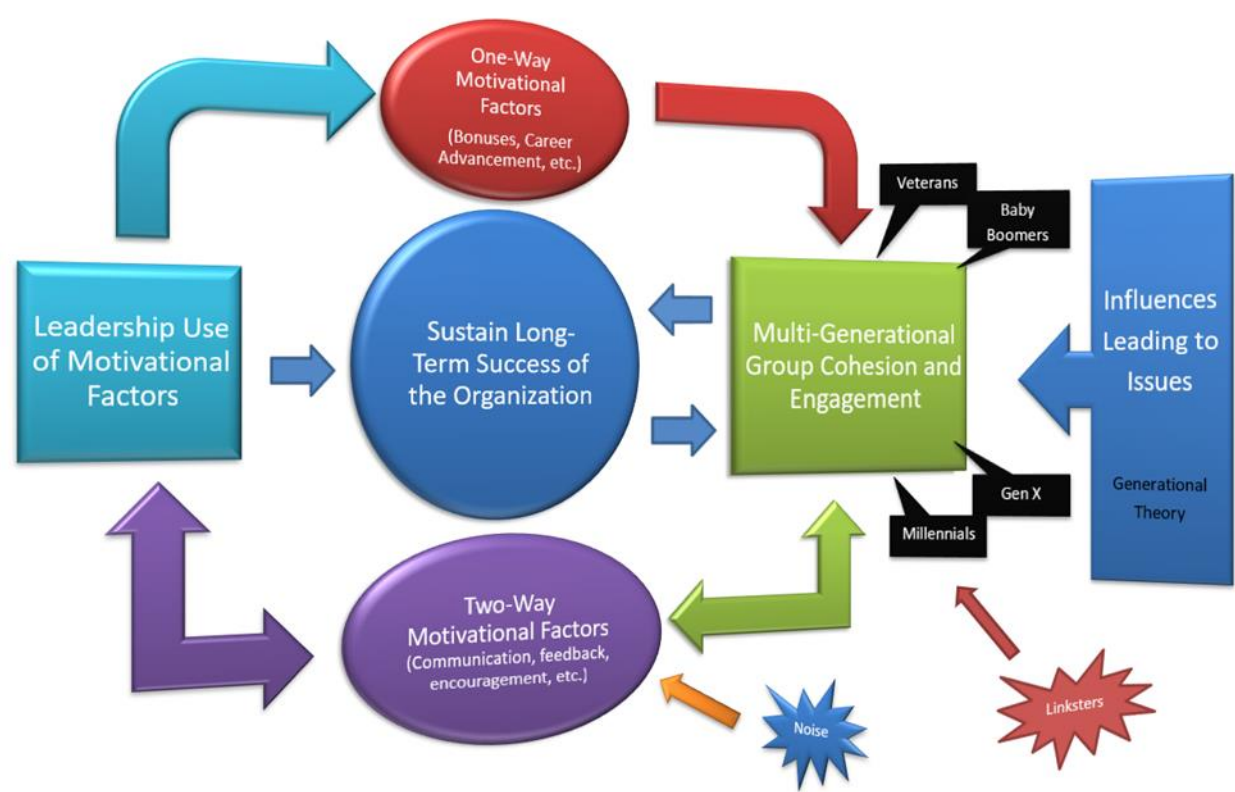 One-Way
Motivational
Factors
(Bonuses, Career
Advancement, etc.)
Veterans
Baby
Boomers
Leadership Use
of Motivational
Factors
Sustain Long-
Term Success of
the Organization
Multi-Generational
Group Cohesion and
Engagement
Influences
Leading to
Issues
Generational
Theory
Gen X
Millennials
Two-Way
Motivational Factors
(Communication, feedback,
encouragement, etc.)
Noise
Linksters